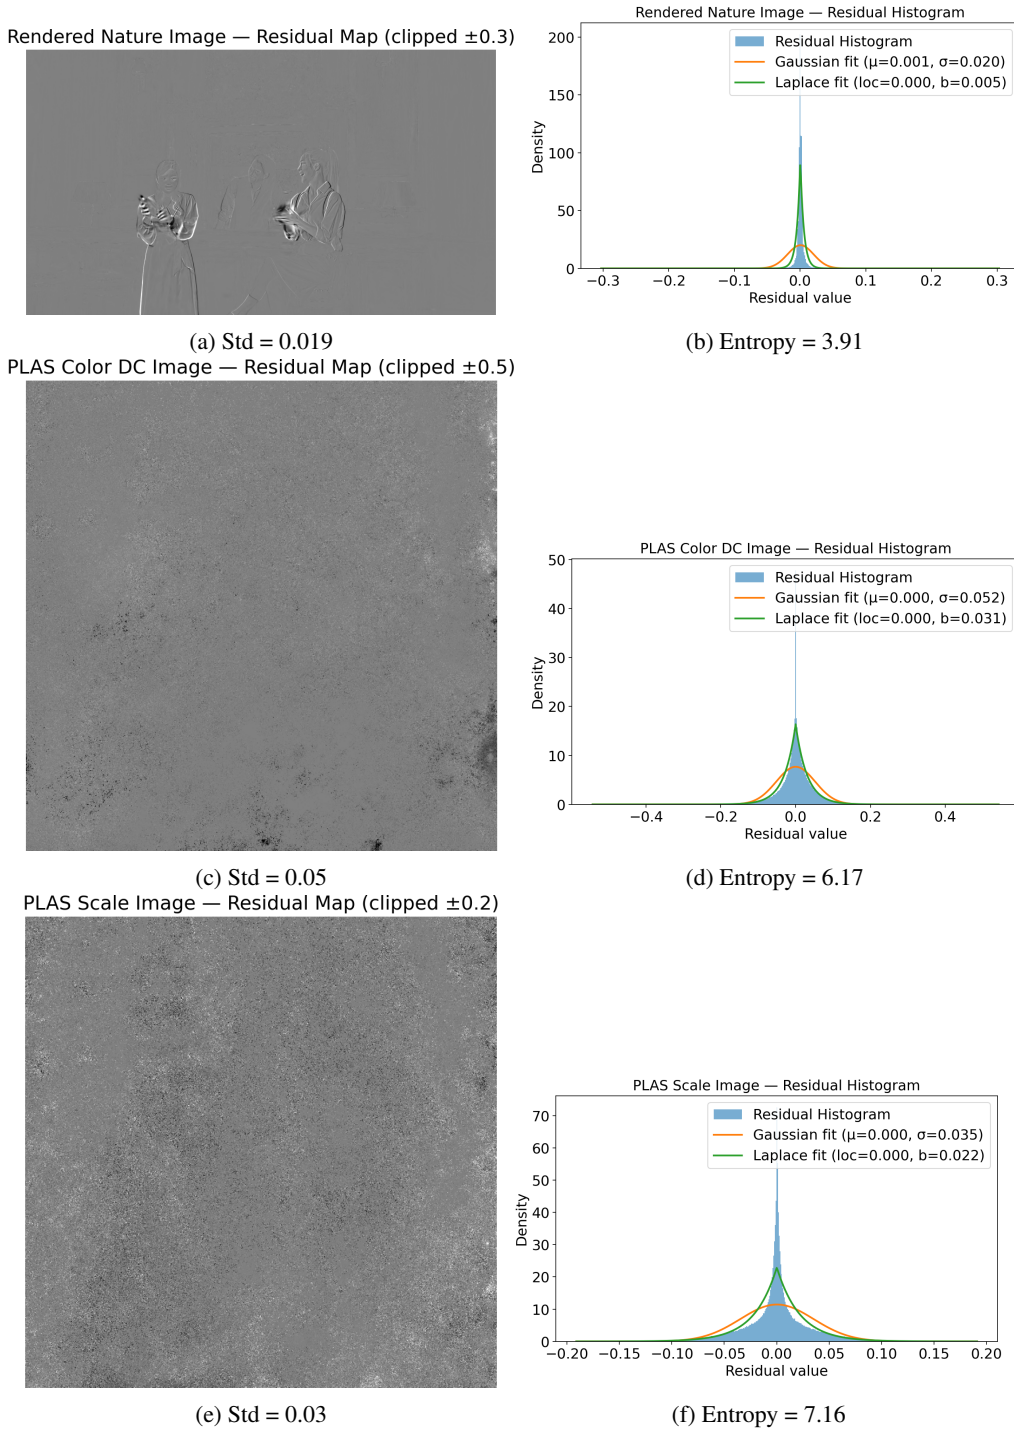 Rendered Nature Image — Residual Map (clipped ±0.3)
(a) Std = 0.019
Rendered Nature Image — Residual Histogram
Residual Histogram
Gaussian fit (μ=0.001, σ=0.020)
Laplace fit (loc=0.000, b=0.005)
Density
200
150
100
50
0
−0.3 −0.2 −0.1 0.0 0.1 0.2 0.3
Residual value
(b) Entropy = 3.91
PLAS Color DC Image — Residual Map (clipped ±0.5)
(c) Std = 0.05
PLAS Color DC Image — Residual Histogram
Residual Histogram
Gaussian fit (μ=0.000, σ=0.052)
Laplace fit (loc=0.000, b=0.031)
Density
50
40
30
20
10
0
−0.4 −0.2 0.0 0.2 0.4
Residual value
(d) Entropy = 6.17
PLAS Scale Image — Residual Map (clipped ±0.2)
(e) Std = 0.03
PLAS Scale Image — Residual Histogram
Residual Histogram
Gaussian fit (μ=0.000, σ=0.035)
Laplace fit (loc=0.000, b=0.022)
Density
70
60
50
40
30
20
10
0
−0.20 −0.15 −0.10 −0.05 0.00 0.05 0.10 0.15 0.20
Residual value
(f) Entropy = 7.16